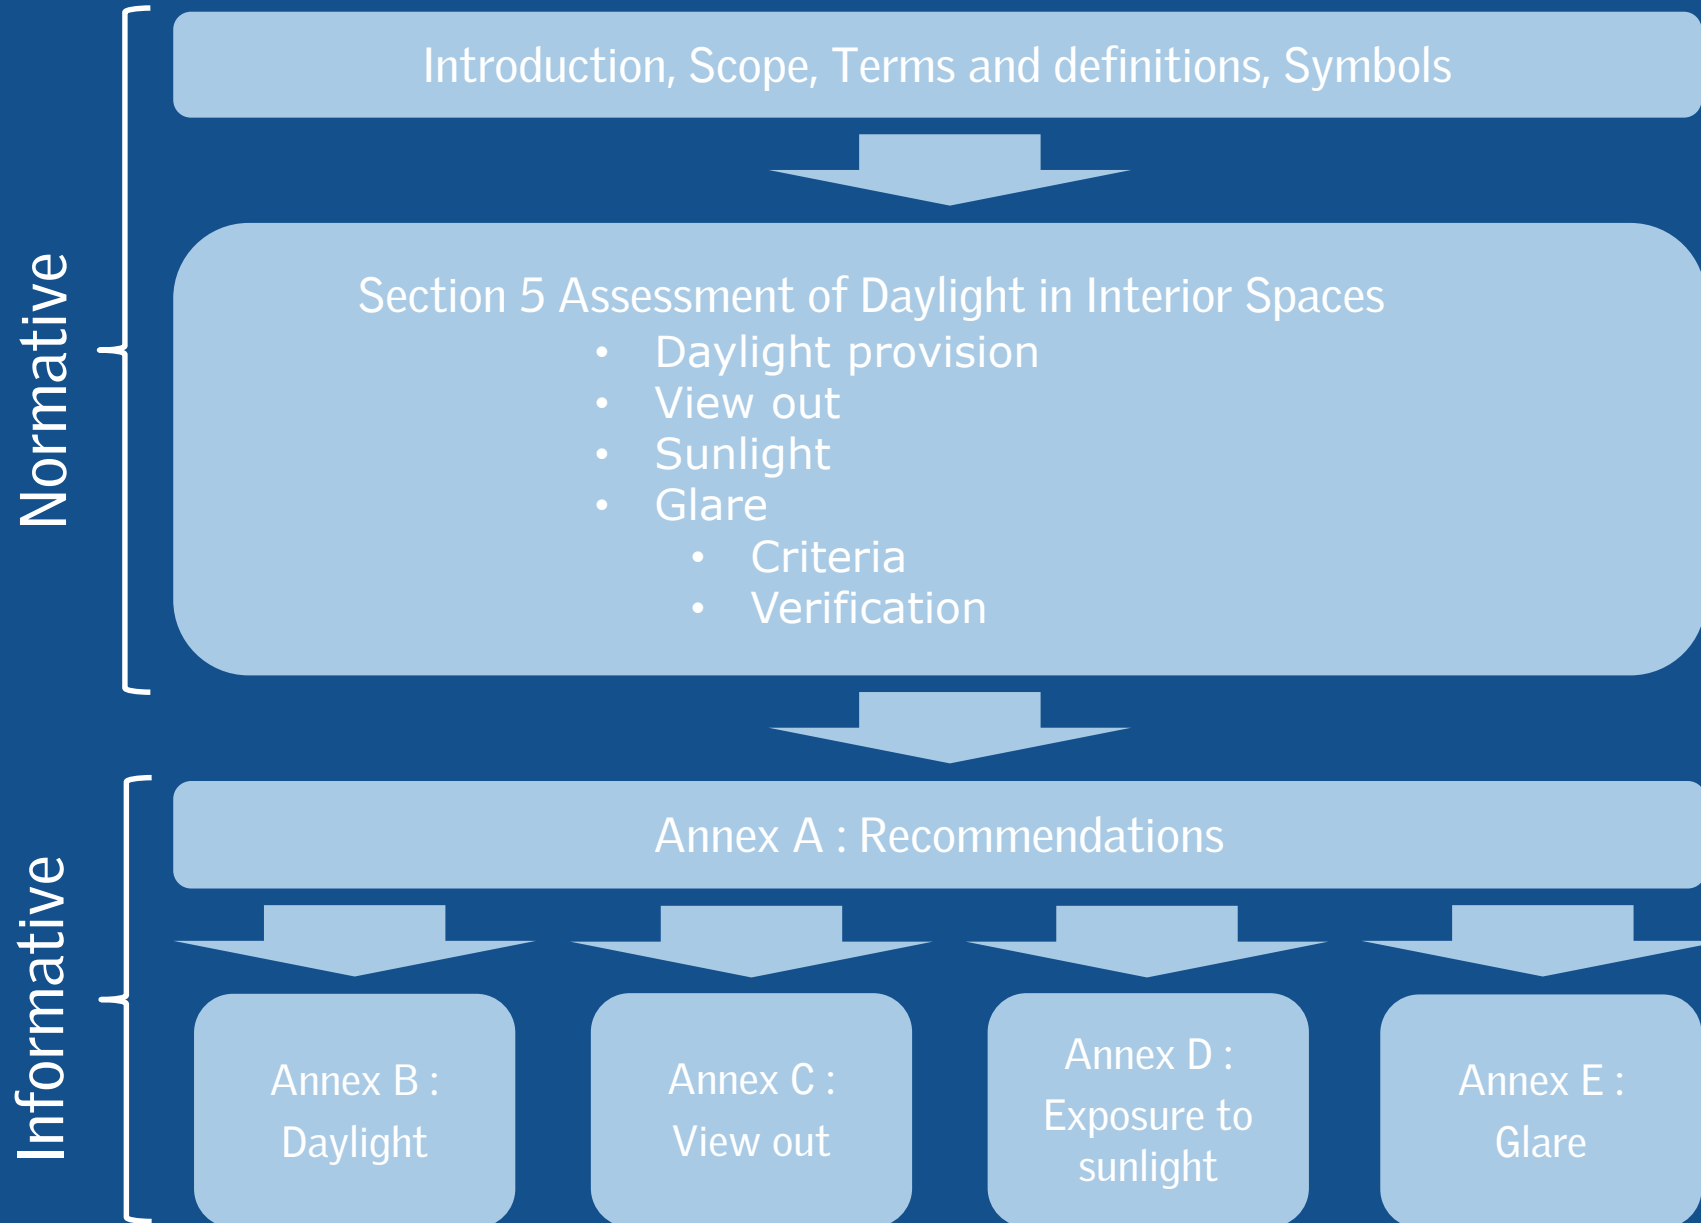 Normative
Introduction, Scope, Terms and definitions, Symbols
Section 5 Assessment of Daylight in Interior Spaces
• Daylight provision
• View out
• Sunlight
• Glare
• Criteria
• Verification
Informative
Annex A : Recommendations
Annex B :
Daylight
Annex C :
View out
Annex D :
Exposure to
sunlight
Annex E :
Glare